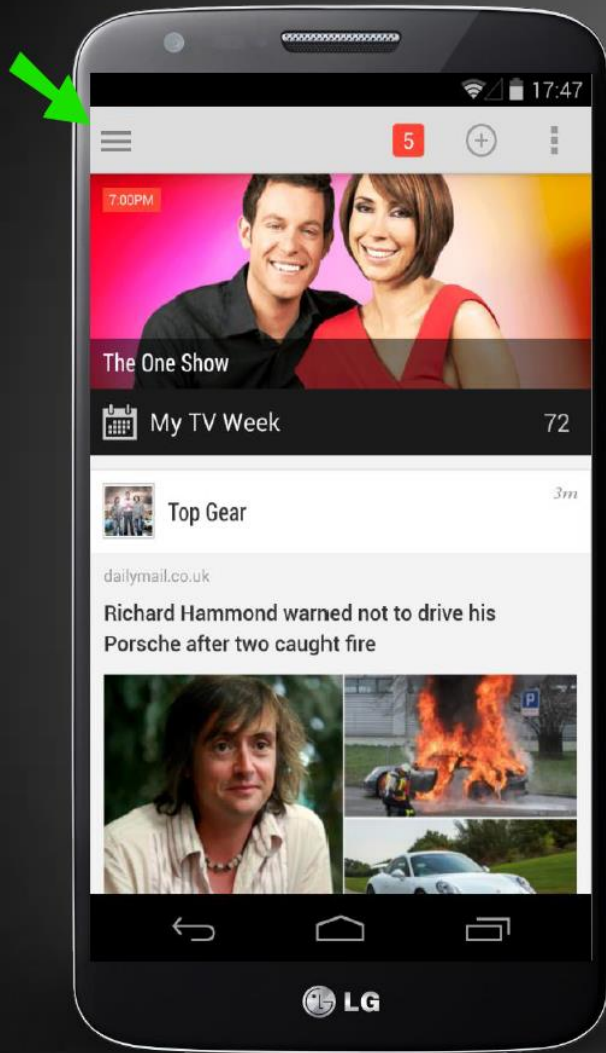 17:47
5
7:00PM
The One Show
My TV Week 72
Top Gear 3m
dailymail.co.uk
Richard Hammond warned not to drive his
Porsche after two caught fire
P
LG